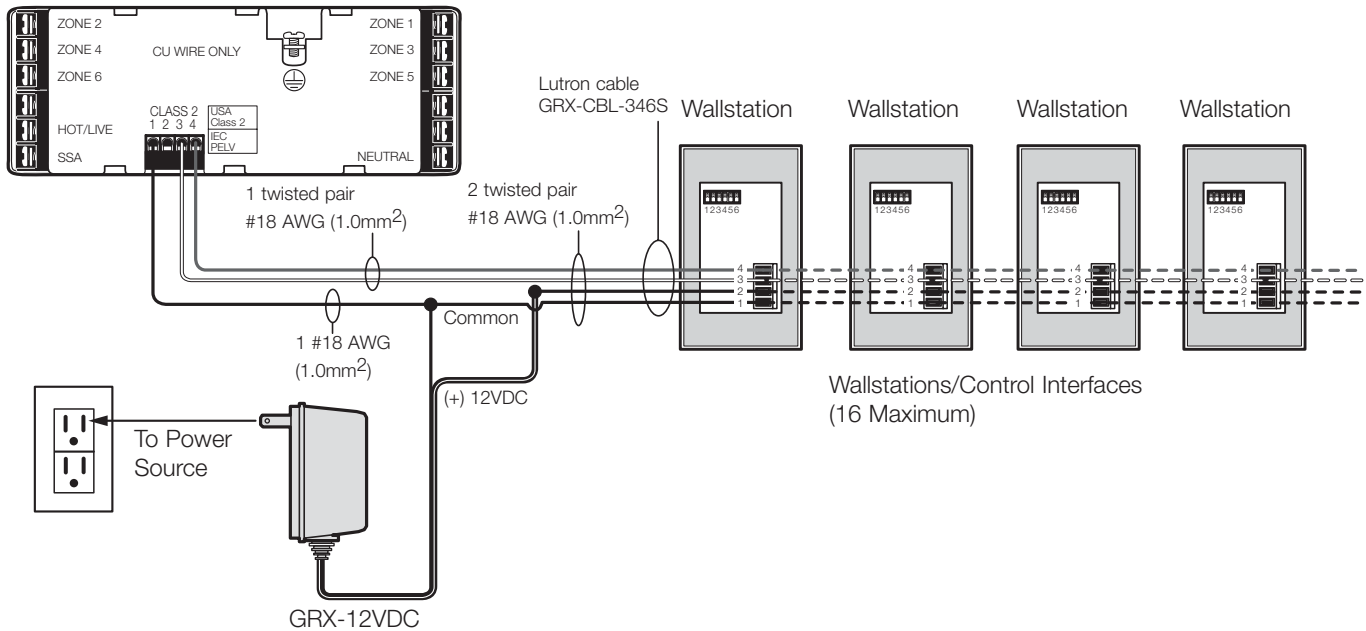 ZONE 2
ZONE 1
ZONE 4
CU WIRE ONLY
ZONE 3
ZONE 6
ZONE 5
CLASS 2
1 2 3 4
USA
Class 2
IEC
PELV
HOT/LIVE
SSA
NEUTRAL
Lutron cable
GRX-CBL-346S
Wallstation
Wallstation
Wallstation
Wallstation
1 twisted pair
#18 AWG (1.0mm²)
2 twisted pair
#18 AWG (1.0mm²)
123456
123456
123456
123456
4
3
2
1
4
3
2
1
4
3
2
1
4
3
2
1
Common
1 #18 AWG
(1.0mm²)
(+) 12VDC
Wallstations/Control Interfaces
(16 Maximum)
To Power
Source
GRX-12VDC